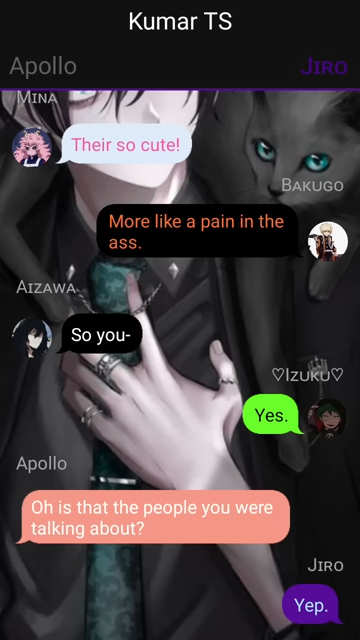 Kumar TS
Apollo
Jiro
Mina
Their so cute!
Bakugo
More like a pain in the
ass.
Aizawa
So you-
♡Izuku♡
Yes.
Apollo
Oh is that the people you were
talking about?
Jiro
Yep.